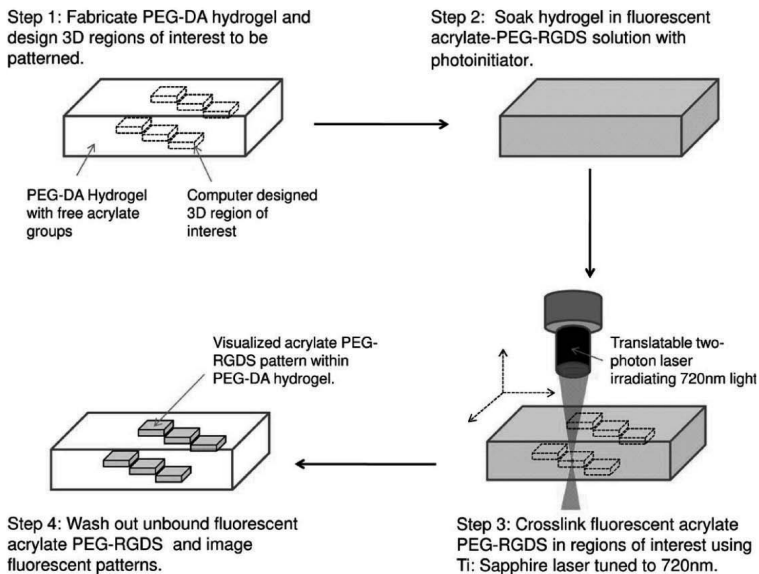 Step 1: Fabricate PEG-DA hydrogel and
design 3D regions of interest to be
patterned.
PEG-DA Hydrogel
with free acrylate
groups
Computer designed
3D region of
interest
Step 2: Soak hydrogel in fluorescent
acrylate-PEG-RGDS solution with
photoinitiator.
Translatable two-
photon laser
irradiating 720nm light
Step 3: Crosslink fluorescent acrylate
PEG-RGDS in regions of interest using
Ti: Sapphire laser tuned to 720nm.
Visualized acrylate PEG-
RGDS pattern within
PEG-DA hydrogel.
Step 4: Wash out unbound fluorescent
acrylate PEG-RGDS and image
fluorescent patterns.